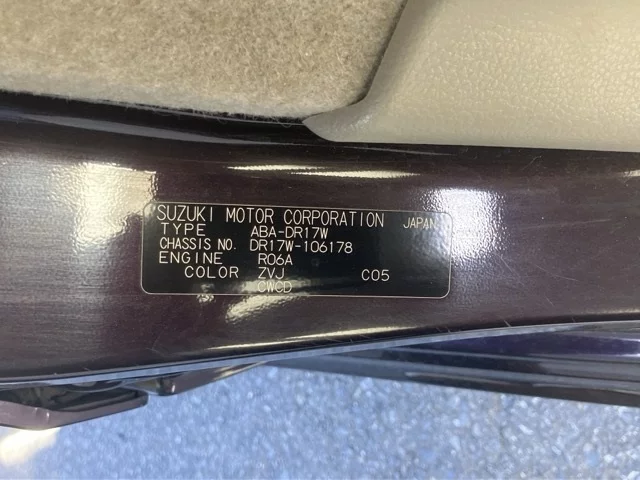 SUZUKI MOTOR CORPORATION JAPAN
TYPE ABA-DR17W
CHASSIS NO. DR17W-106178
ENGINE R06A
COLOR ZVJ C05
CWCD